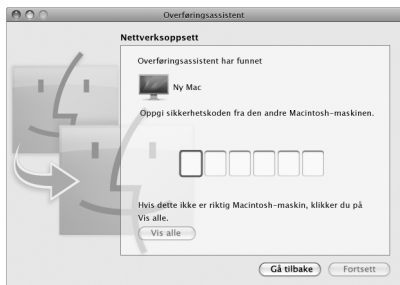 Overføringsassistent
Nettverksoppsett
Overføringsassistent har funnet
Ny Mac
Oppgi sikkerhetskoden fra den andre Macintosh-maskinen.
Hvis dette ikke er riktig Macintosh-maskin, klikker du på
Vis alle.
Vis alle
Gå tilbake
Fortsett